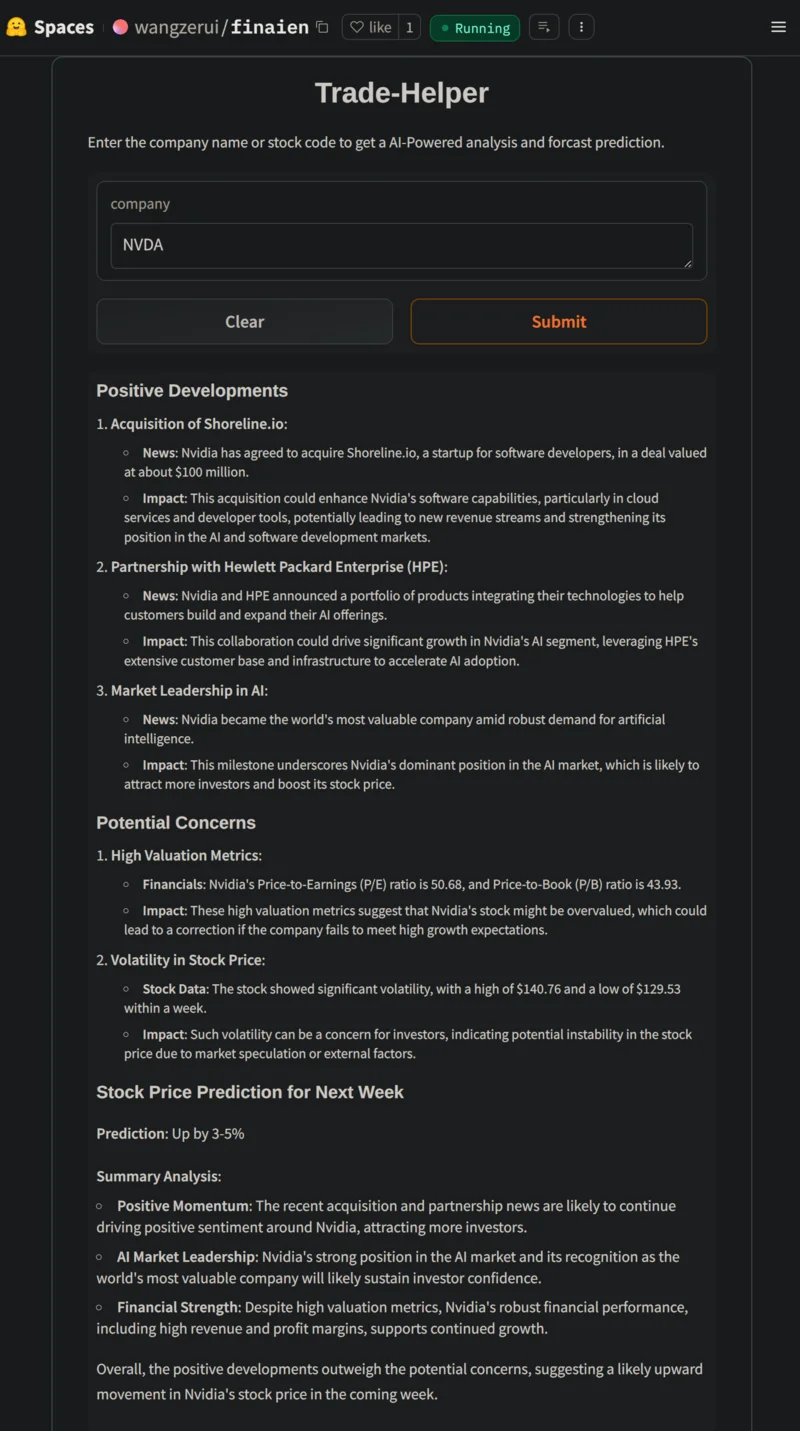 Spaces wangzerui/finaien like 1 Running
Trade-Helper
Enter the company name or stock code to get a AI-Powered analysis and forcast prediction.
company
NVDA
Clear Submit
Positive Developments
1. Acquisition of Shoreline.io:
○ News: Nvidia has agreed to acquire Shoreline.io, a startup for software developers, in a deal valued
at about $100 million.
○ Impact: This acquisition could enhance Nvidia's software capabilities, particularly in cloud
services and developer tools, potentially leading to new revenue streams and strengthening its
position in the AI and software development markets.
2. Partnership with Hewlett Packard Enterprise (HPE):
○ News: Nvidia and HPE announced a portfolio of products integrating their technologies to help
customers build and expand their AI offerings.
○ Impact: This collaboration could drive significant growth in Nvidia's AI segment, leveraging HPE's
extensive customer base and infrastructure to accelerate AI adoption.
3. Market Leadership in AI:
○ News: Nvidia became the world's most valuable company amid robust demand for artificial
intelligence.
○ Impact: This milestone underscores Nvidia's dominant position in the AI market, which is likely to
attract more investors and boost its stock price.
Potential Concerns
1. High Valuation Metrics:
○ Financials: Nvidia's Price-to-Earnings (P/E) ratio is 50.68, and Price-to-Book (P/B) ratio is 43.93.
○ Impact: These high valuation metrics suggest that Nvidia's stock might be overvalued, which could
lead to a correction if the company fails to meet high growth expectations.
2. Volatility in Stock Price:
○ Stock Data: The stock showed significant volatility, with a high of $140.76 and a low of $129.53
within a week.
○ Impact: Such volatility can be a concern for investors, indicating potential instability in the stock
price due to market speculation or external factors.
Stock Price Prediction for Next Week
Prediction: Up by 3-5%
Summary Analysis:
○ Positive Momentum: The recent acquisition and partnership news are likely to continue
driving positive sentiment around Nvidia, attracting more investors.
○ AI Market Leadership: Nvidia's strong position in the AI market and its recognition as the
world's most valuable company will likely sustain investor confidence.
○ Financial Strength: Despite high valuation metrics, Nvidia's robust financial performance,
including high revenue and profit margins, supports continued growth.
Overall, the positive developments outweigh the potential concerns, suggesting a likely upward
movement in Nvidia's stock price in the coming week.